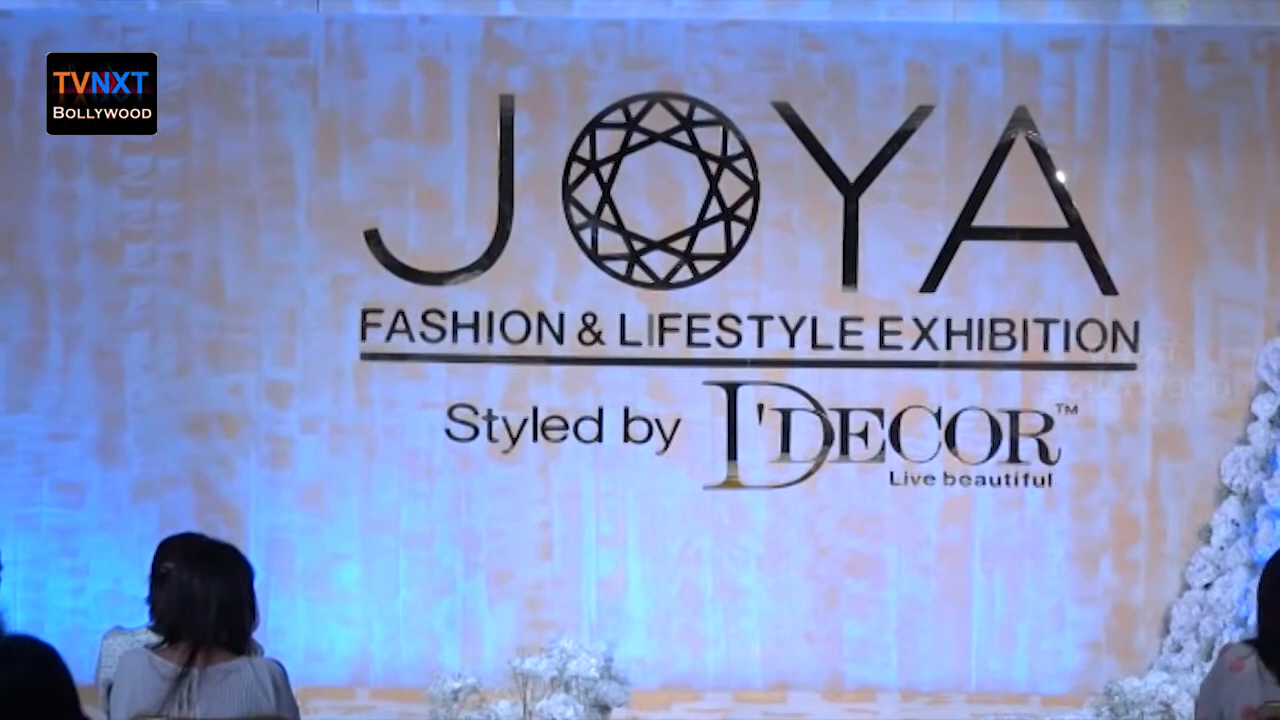 TVNXT
BOLLYWOOD
JOYA
FASHION & LIFESTYLE EXHIBITION
Styled by D'DECOR™
Live beautiful